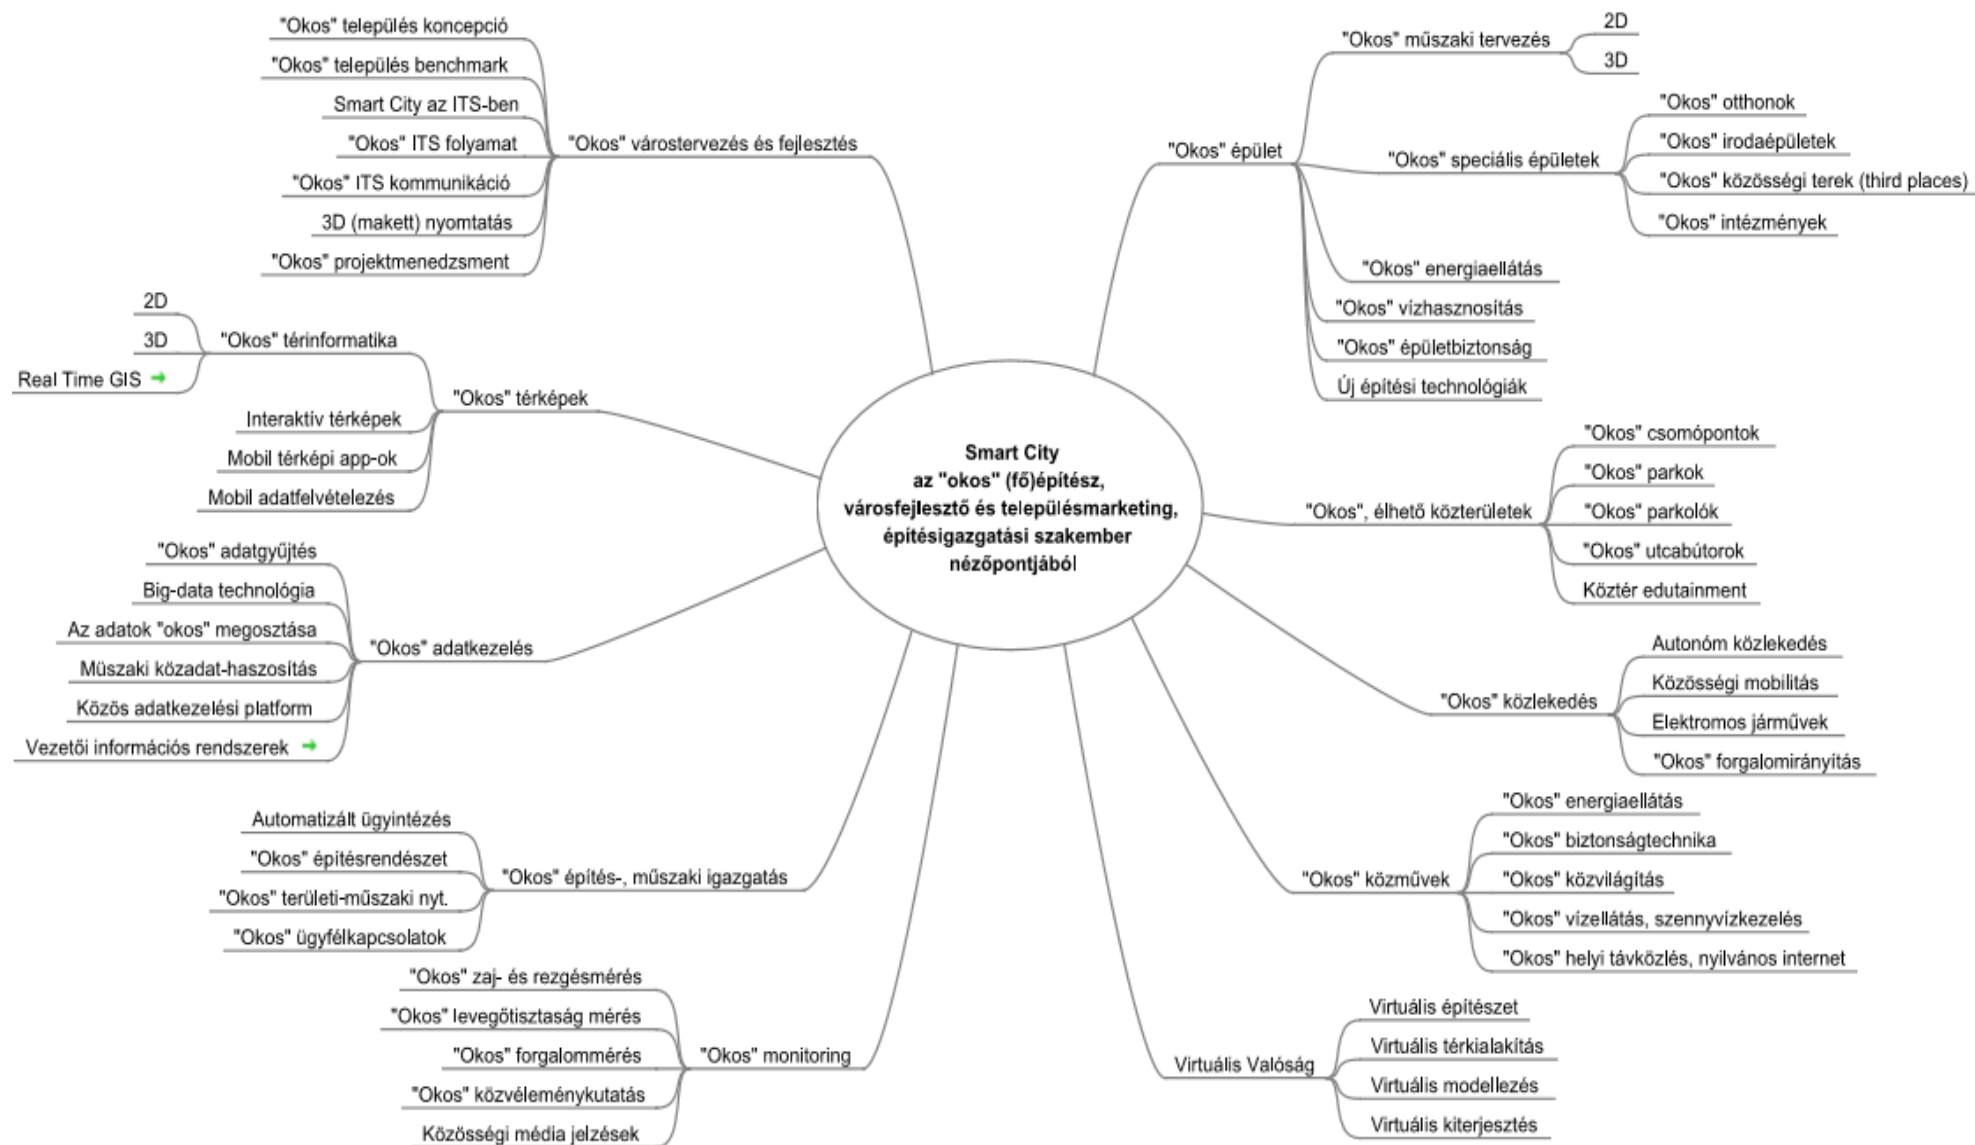 "Okos" település koncepció
"Okos" település benchmark
Smart City az ITS-ben
"Okos" ITS folyamat
"Okos" ITS kommunikáció
3D (makett) nyomtatás
"Okos" projektmenedzsment
"Okos" várostervezés és fejlesztés
2D
3D
Real Time GIS
"Okos" térinformatika
Interaktív térképek
Mobil térképi app-ok
Mobil adatfelvételezés
"Okos" térképek
"Okos" adatgyűjtés
Big-data technológia
Az adatok "okos" megosztása
Műszaki közadat-haszosítás
Közös adatkezelési platform
Vezetői információs rendszerek
"Okos" adatkezelés
Automatizált ügyintézés
"Okos" építésrendészet
"Okos" területi-műszaki nyt.
"Okos" ügyfélkapcsolatok
"Okos" építés-, műszaki igazgatás
"Okos" zaj- és rezgésmérés
"Okos" levegőtisztaság mérés
"Okos" forgalommérés
"Okos" közvéleménykutatás
Közösségi média jelzések
"Okos" monitoring
Smart City
az "okos" (fő)építész,
városfejlesztő és településmarketing,
építésigazgatási szakember
nézőpontjából
"Okos" épület
"Okos" műszaki tervezés
2D
3D
"Okos" speciális épületek
"Okos" otthonok
"Okos" irodaépületek
"Okos" közösségi terek (third places)
"Okos" intézmények
"Okos" energiaellátás
"Okos" vízhasznosítás
"Okos" épületbiztonság
Új építési technológiák
"Okos", élhető közterületek
"Okos" csomópontok
"Okos" parkok
"Okos" parkolók
"Okos" utcabútorok
Köztér edutainment
"Okos" közlekedés
Autonóm közlekedés
Közösségi mobilitás
Elektromos járművek
"Okos" forgalomirányítás
"Okos" közművek
"Okos" energiaellátás
"Okos" biztonságtechnika
"Okos" közvilágítás
"Okos" vízellátás, szennyvízkezelés
"Okos" helyi távközlés, nyilvános internet
Virtuális Valóság
Virtuális építészet
Virtuális térkialakítás
Virtuális modellezés
Virtuális kiterjesztés